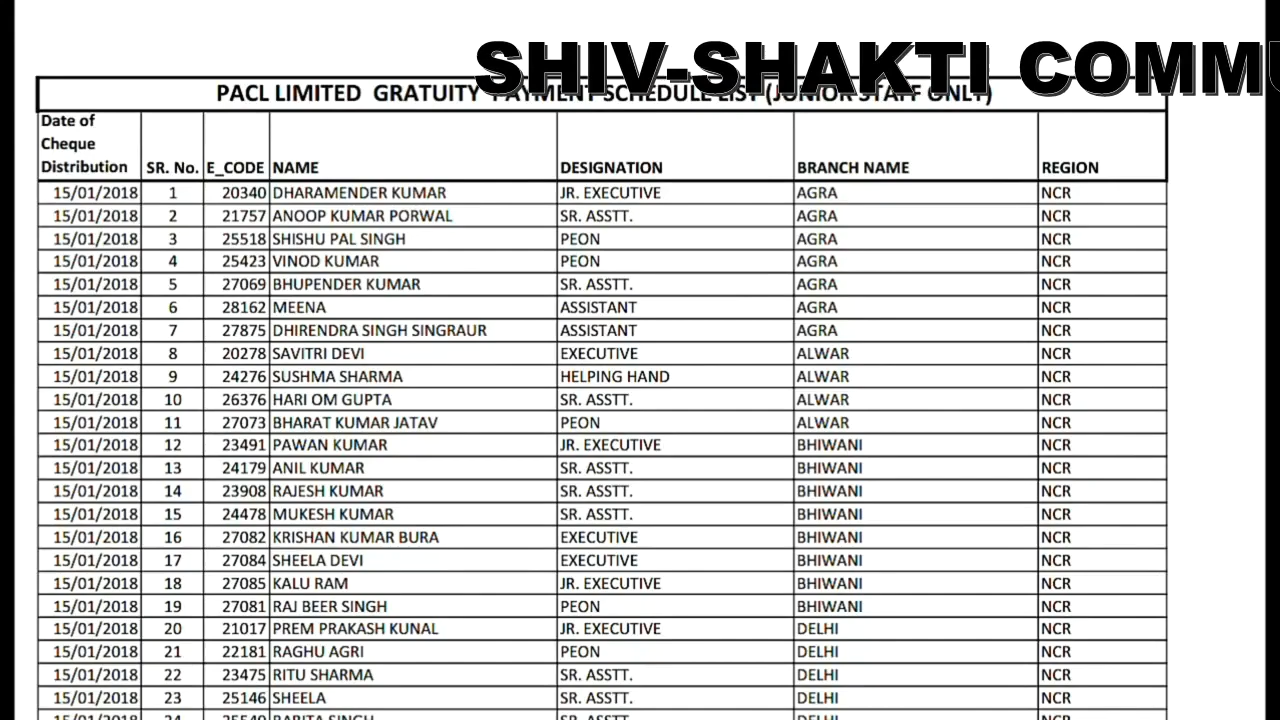 SHIV-SHAKTI COMMU
PACL LIMITED GRATUITY PAYMENT SCHEDULE LIST (JUNIOR STAFF ONLY)
Date of Cheque Distribution SR. No. E_CODE NAME DESIGNATION BRANCH NAME REGION
15/01/2018 1 20340 DHARAMENDER KUMAR JR. EXECUTIVE AGRA NCR
15/01/2018 2 21757 ANOOP KUMAR PORWAL SR. ASSTT. AGRA NCR
15/01/2018 3 25518 SHISHU PAL SINGH PEON AGRA NCR
15/01/2018 4 25423 VINOD KUMAR PEON AGRA NCR
15/01/2018 5 27069 BHUPENDER KUMAR SR. ASSTT. AGRA NCR
15/01/2018 6 28162 MEENA ASSISTANT AGRA NCR
15/01/2018 7 27875 DHIRENDRA SINGH SINGRAUR ASSISTANT AGRA NCR
15/01/2018 8 20278 SAVITRI DEVI EXECUTIVE ALWAR NCR
15/01/2018 9 24276 SUSHMA SHARMA HELPING HAND ALWAR NCR
15/01/2018 10 26376 HARI OM GUPTA SR. ASSTT. ALWAR NCR
15/01/2018 11 27073 BHARAT KUMAR JATAV PEON ALWAR NCR
15/01/2018 12 23491 PAWAN KUMAR JR. EXECUTIVE BHIWANI NCR
15/01/2018 13 24179 ANIL KUMAR SR. ASSTT. BHIWANI NCR
15/01/2018 14 23908 RAJESH KUMAR SR. ASSTT. BHIWANI NCR
15/01/2018 15 24478 MUKESH KUMAR SR. ASSTT. BHIWANI NCR
15/01/2018 16 27082 KRISHAN KUMAR BURA EXECUTIVE BHIWANI NCR
15/01/2018 17 27084 SHEELA DEVI EXECUTIVE BHIWANI NCR
15/01/2018 18 27085 KALU RAM JR. EXECUTIVE BHIWANI NCR
15/01/2018 19 27081 RAJ BEER SINGH PEON BHIWANI NCR
15/01/2018 20 21017 PREM PRAKASH KUNAL JR. EXECUTIVE DELHI NCR
15/01/2018 21 22181 RAGHU AGRI PEON DELHI NCR
15/01/2018 22 23475 RITU SHARMA SR. ASSTT. DELHI NCR
15/01/2018 23 25146 SHEELA SR. ASSTT. DELHI NCR